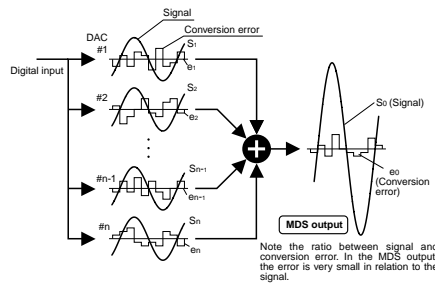 Signal
Conversion error
DAC
#1
S1
e1
Digital input
#2
S2
e2
S0 (Signal)
e0
(Conversion
error)
#n-1
Sn-1
en-1
MDS output
#n
Sn
en
Note the ratio between signal and
conversion error. In the MDS output
the error is very small in relation to the
signal.